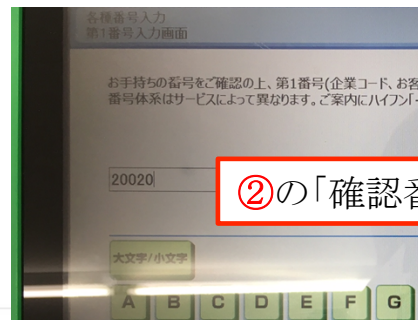 各種番号入力
第1番号入力画面
お手持ちの番号をご確認の上、第1番号(企業コード、お客
番号体系はサービスによって異なります。ご案内にハイフン「-
20020
②の「確認番
大文字/小文字
A B C D E F G